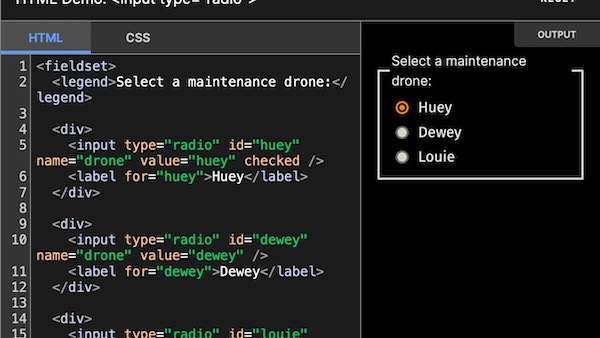 HTML Demo: <input type="radio">
RESET
HTML
CSS
OUTPUT
1 <fieldset>
2 <legend>Select a maintenance drone:</
legend>
3
4 <div>
5 <input type="radio" id="huey"
name="drone" value="huey" checked />
6 <label for="huey">Huey</label>
7 </div>
8
9 <div>
10 <input type="radio" id="dewey"
name="drone" value="dewey" />
11 <label for="dewey">Dewey</label>
12 </div>
13
14 <div>
15 <input type="radio" id="louie"
Select a maintenance
drone:
Huey
Dewey
Louie